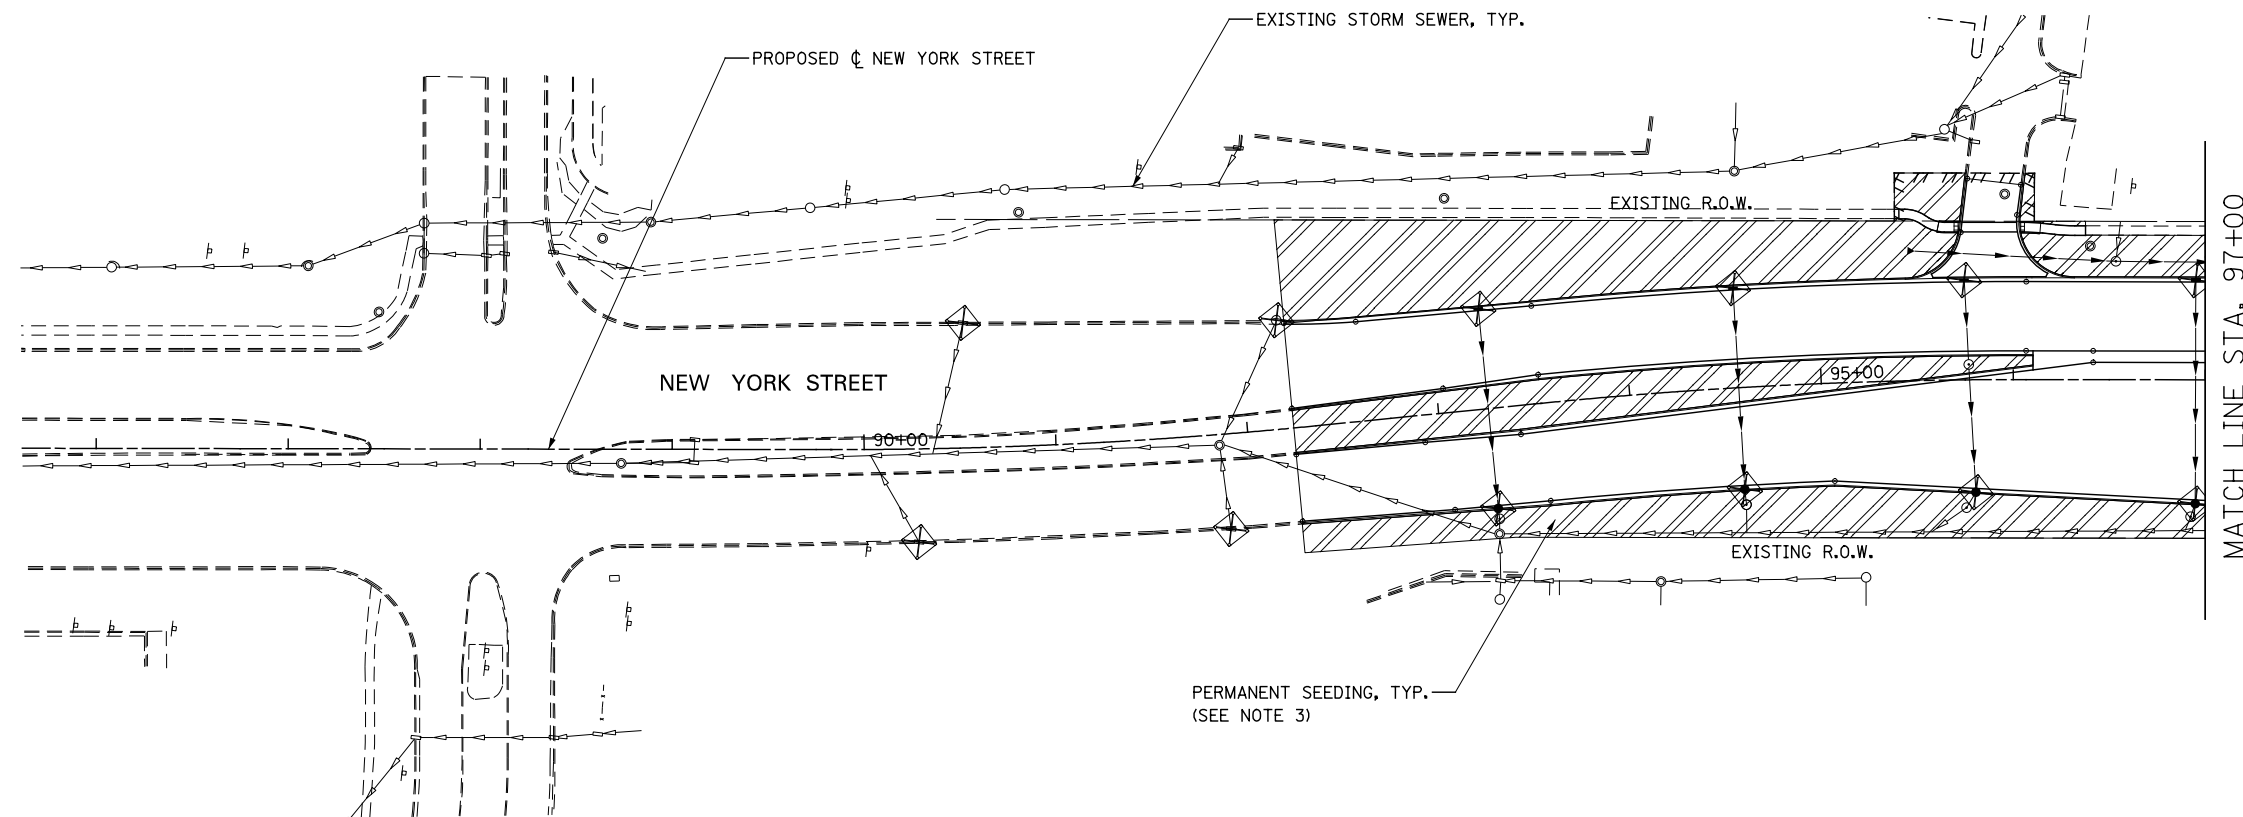 EXISTING STORM SEWER, TYP.
PROPOSED ℄ NEW YORK STREET
EXISTING R.O.W.
NEW YORK STREET
95+00
90+00
MATCH LINE STA. 97+00
EXISTING R.O.W.
PERMANENT SEEDING, TYP.
(SEE NOTE 3)